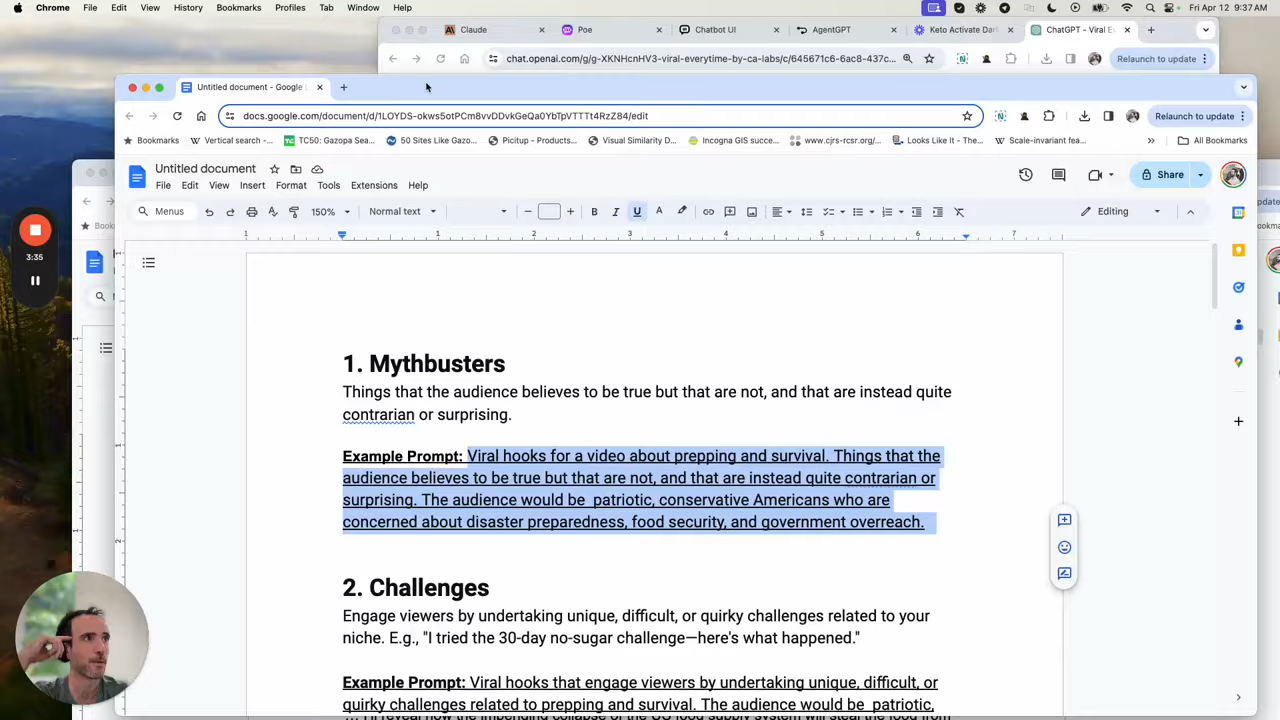 Chrome File Edit View History Bookmarks Profiles Tab Window Help Fri Apr 12 9:37 AM
Claude Poe Chatbot UI AgentGPT Keto Activate Dar ChatGPT - Viral E
chat.openai.com/g/g-XKNHcnHV3-viral-everytime-by-ca-labs/c/645671c6-6ac8-437c... Relaunch to update
Untitled document - Google
docs.google.com/document/d/1LOYDS-okws5otPCm8vvDDvkGeQa0YbTpVTTTt4RzZ84/edit Relaunch to update
Bookmarks Vertical search -... TC50: Gazopa Sea... 50 Sites Like Gazo... Picitup - Products... Visual Similarity D... Incogna GIS succe... www.cjrs-rcsr.org/... Looks Like It - The... Scale-invariant fea... All Bookmarks
Untitled document
File Edit View Insert Format Tools Extensions Help
Share
Menus 150% Normal text Editing
1 1 2 3 4 5 6 7
3:35
1. Mythbusters
Things that the audience believes to be true but that are not, and that are instead quite
contrarian or surprising.
Example Prompt: Viral hooks for a video about prepping and survival. Things that the
audience believes to be true but that are not, and that are instead quite contrarian or
surprising. The audience would be patriotic, conservative Americans who are
concerned about disaster preparedness, food security, and government overreach.
2. Challenges
Engage viewers by undertaking unique, difficult, or quirky challenges related to your
niche. E.g., "I tried the 30-day no-sugar challenge—here's what happened."
Example Prompt: Viral hooks that engage viewers by undertaking unique, difficult, or
quirky challenges related to prepping and survival. The audience would be patriotic,